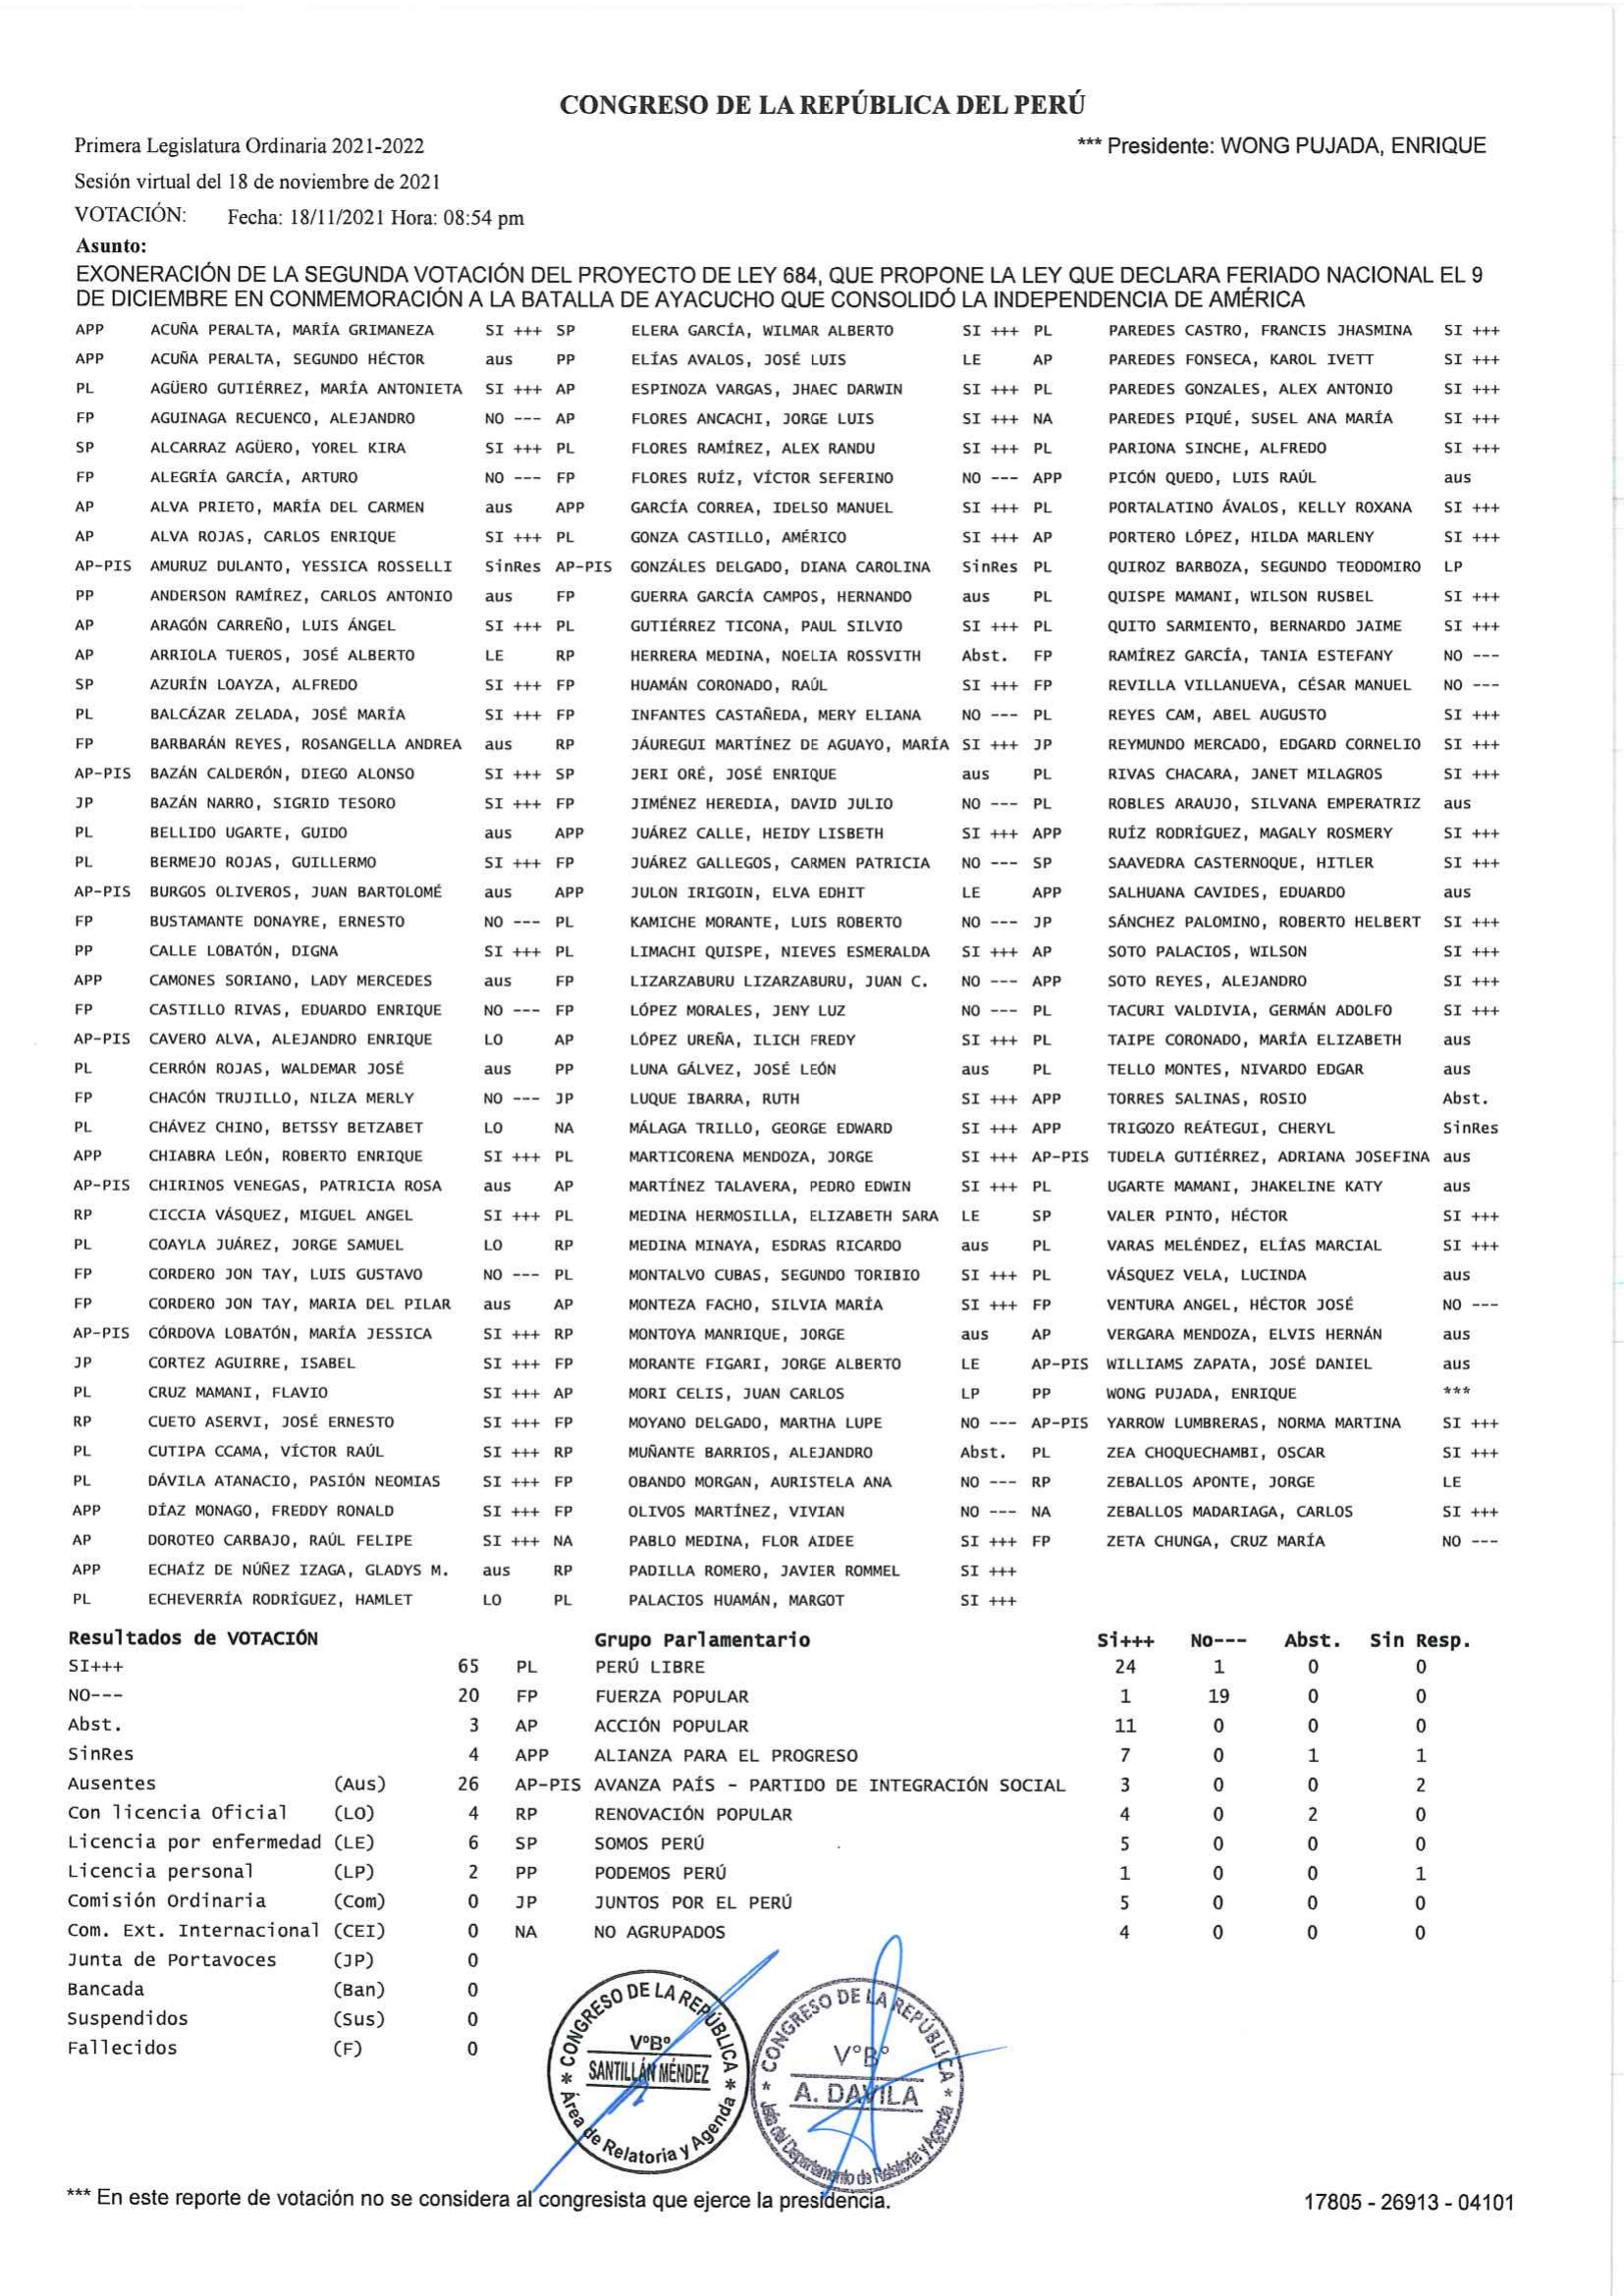 CONGRESO DE LA REPÚBLICA DEL PERÚ
Primera Legislatura Ordinaria 2021-2022 *** Presidente: WONG PUJADA, ENRIQUE
Sesión virtual del 18 de noviembre de 2021
VOTACIÓN: Fecha: 18/11/2021 Hora: 08:54 pm
Asunto:
EXONERACIÓN DE LA SEGUNDA VOTACIÓN DEL PROYECTO DE LEY 684, QUE PROPONE LA LEY QUE DECLARA FERIADO NACIONAL EL 9
DE DICIEMBRE EN CONMEMORACIÓN A LA BATALLA DE AYACUCHO QUE CONSOLIDÓ LA INDEPENDENCIA DE AMÉRICA
APP ACUÑA PERALTA, MARÍA GRIMANEZA SI +++ SP ELERA GARCÍA, WILMAR ALBERTO SI +++ PL PAREDES CASTRO, FRANCIS JHASMINA SI +++
APP ACUÑA PERALTA, SEGUNDO HÉCTOR aus PP ELÍAS AVALOS, JOSÉ LUIS LE AP PAREDES FONSECA, KAROL IVETT SI +++
PL AGÜERO GUTIÉRREZ, MARÍA ANTONIETA SI +++ AP ESPINOZA VARGAS, JHAEC DARWIN SI +++ PL PAREDES GONZALES, ALEX ANTONIO SI +++
FP AGUINAGA RECUENCO, ALEJANDRO NO --- AP FLORES ANCACHI, JORGE LUIS SI +++ NA PAREDES PIQUÉ, SUSEL ANA MARÍA SI +++
SP ALCARRAZ AGÜERO, YOREL KIRA SI +++ PL FLORES RAMÍREZ, ALEX RANDU SI +++ PL PARIONA SINCHE, ALFREDO SI +++
FP ALEGRÍA GARCÍA, ARTURO NO --- FP FLORES RUÍZ, VÍCTOR SEFERINO NO --- APP PICÓN QUEDO, LUIS RAÚL aus
AP ALVA PRIETO, MARÍA DEL CARMEN aus APP GARCÍA CORREA, IDELSO MANUEL SI +++ PL PORTALATINO ÁVALOS, KELLY ROXANA SI +++
AP ALVA ROJAS, CARLOS ENRIQUE SI +++ PL GONZA CASTILLO, AMÉRICO SI +++ AP PORTERO LÓPEZ, HILDA MARLENY SI +++
AP-PIS AMURUZ DULANTO, YESSICA ROSSELLI SinRes AP-PIS GONZÁLES DELGADO, DIANA CAROLINA SinRes PL QUIROZ BARBOZA, SEGUNDO TEODOMIRO LP
PP ANDERSON RAMÍREZ, CARLOS ANTONIO aus FP GUERRA GARCÍA CAMPOS, HERNANDO aus PL QUISPE MAMANI, WILSON RUSBEL SI +++
AP ARAGÓN CARREÑO, LUIS ÁNGEL SI +++ PL GUTIÉRREZ TICONA, PAUL SILVIO SI +++ PL QUITO SARMIENTO, BERNARDO JAIME SI +++
AP ARRIOLA TUEROS, JOSÉ ALBERTO LE RP HERRERA MEDINA, NOELIA ROSSVITH Abst. FP RAMÍREZ GARCÍA, TANIA ESTEFANY NO ---
SP AZURÍN LOAYZA, ALFREDO SI +++ FP HUAMÁN CORONADO, RAÚL SI +++ FP REVILLA VILLANUEVA, CÉSAR MANUEL NO ---
PL BALCÁZAR ZELADA, JOSÉ MARÍA SI +++ FP INFANTES CASTAÑEDA, MERY ELIANA NO --- PL REYES CAM, ABEL AUGUSTO SI +++
FP BARBARÁN REYES, ROSANGELLA ANDREA aus RP JÁUREGUI MARTÍNEZ DE AGUAYO, MARÍA SI +++ JP REYMUNDO MERCADO, EDGARD CORNELIO SI +++
AP-PIS BAZÁN CALDERÓN, DIEGO ALONSO SI +++ SP JERI ORÉ, JOSÉ ENRIQUE aus PL RIVAS CHACARA, JANET MILAGROS SI +++
JP BAZÁN NARRO, SIGRID TESORO SI +++ FP JIMÉNEZ HEREDIA, DAVID JULIO NO --- PL ROBLES ARAUJO, SILVANA EMPERATRIZ aus
PL BELLIDO UGARTE, GUIDO aus APP JUÁREZ CALLE, HEIDY LISBETH SI +++ APP RUÍZ RODRÍGUEZ, MAGALY ROSMERY SI +++
PL BERMEJO ROJAS, GUILLERMO SI +++ FP JUÁREZ GALLEGOS, CARMEN PATRICIA NO --- SP SAAVEDRA CASTERNOQUE, HITLER SI +++
AP-PIS BURGOS OLIVEROS, JUAN BARTOLOMÉ aus APP JULON IRIGOIN, ELVA EDHIT LE APP SALHUANA CAVIDES, EDUARDO aus
FP BUSTAMANTE DONAYRE, ERNESTO NO --- PL KAMICHE MORANTE, LUIS ROBERTO NO --- JP SÁNCHEZ PALOMINO, ROBERTO HELBERT SI +++
PP CALLE LOBATÓN, DIGNA SI +++ PL LIMACHI QUISPE, NIEVES ESMERALDA SI +++ AP SOTO PALACIOS, WILSON SI +++
APP CAMONES SORIANO, LADY MERCEDES aus FP LIZARZABURU LIZARZABURU, JUAN C. NO --- APP SOTO REYES, ALEJANDRO SI +++
FP CASTILLO RIVAS, EDUARDO ENRIQUE NO --- FP LÓPEZ MORALES, JENY LUZ NO --- PL TACURI VALDIVIA, GERMÁN ADOLFO SI +++
AP-PIS CAVERO ALVA, ALEJANDRO ENRIQUE LO AP LÓPEZ UREÑA, ILICH FREDY SI +++ PL TAIPE CORONADO, MARÍA ELIZABETH aus
PL CERRÓN ROJAS, WALDEMAR JOSÉ aus PP LUNA GÁLVEZ, JOSÉ LEÓN aus PL TELLO MONTES, NIVARDO EDGAR aus
FP CHACÓN TRUJILLO, NILZA MERLY NO --- JP LUQUE IBARRA, RUTH SI +++ APP TORRES SALINAS, ROSIO Abst.
PL CHÁVEZ CHINO, BETSSY BETZABET LO NA MÁLAGA TRILLO, GEORGE EDWARD SI +++ APP TRIGOZO REÁTEGUI, CHERYL SinRes
APP CHIABRA LEÓN, ROBERTO ENRIQUE SI +++ PL MARTICORENA MENDOZA, JORGE SI +++ AP-PIS TUDELA GUTIÉRREZ, ADRIANA JOSEFINA aus
AP-PIS CHIRINOS VENEGAS, PATRICIA ROSA aus AP MARTÍNEZ TALAVERA, PEDRO EDWIN SI +++ PL UGARTE MAMANI, JHAKELINE KATY aus
RP CICCIA VÁSQUEZ, MIGUEL ANGEL SI +++ PL MEDINA HERMOSILLA, ELIZABETH SARA LE SP VALER PINTO, HÉCTOR SI +++
PL COAYLA JUÁREZ, JORGE SAMUEL LO RP MEDINA MINAYA, ESDRAS RICARDO aus PL VARAS MELÉNDEZ, ELÍAS MARCIAL SI +++
FP CORDERO JON TAY, LUIS GUSTAVO NO --- PL MONTALVO CUBAS, SEGUNDO TORIBIO SI +++ PL VÁSQUEZ VELA, LUCINDA aus
FP CORDERO JON TAY, MARIA DEL PILAR aus AP MONTEZA FACHO, SILVIA MARÍA SI +++ FP VENTURA ANGEL, HÉCTOR JOSÉ NO ---
AP-PIS CÓRDOVA LOBATÓN, MARÍA JESSICA SI +++ RP MONTOYA MANRIQUE, JORGE aus AP VERGARA MENDOZA, ELVIS HERNÁN aus
JP CORTEZ AGUIRRE, ISABEL SI +++ FP MORANTE FIGARI, JORGE ALBERTO LE AP-PIS WILLIAMS ZAPATA, JOSÉ DANIEL aus
PL CRUZ MAMANI, FLAVIO SI +++ AP MORI CELIS, JUAN CARLOS LP PP WONG PUJADA, ENRIQUE ***
RP CUETO ASERVI, JOSÉ ERNESTO SI +++ FP MOYANO DELGADO, MARTHA LUPE NO --- AP-PIS YARROW LUMBRERAS, NORMA MARTINA SI +++
PL CUTIPA CCAMA, VÍCTOR RAÚL SI +++ RP MUÑANTE BARRIOS, ALEJANDRO Abst. PL ZEA CHOQUECHAMBI, OSCAR SI +++
PL DÁVILA ATANACIO, PASIÓN NEOMIAS SI +++ FP OBANDO MORGAN, AURISTELA ANA NO --- RP ZEBALLOS APONTE, JORGE LE
APP DÍAZ MONAGO, FREDDY RONALD SI +++ FP OLIVOS MARTÍNEZ, VIVIAN NO --- NA ZEBALLOS MADARIAGA, CARLOS SI +++
AP DOROTEO CARBAJO, RAÚL FELIPE SI +++ NA PABLO MEDINA, FLOR AIDEE SI +++ FP ZETA CHUNGA, CRUZ MARÍA NO ---
APP ECHAÍZ DE NÚÑEZ IZAGA, GLADYS M. aus RP PADILLA ROMERO, JAVIER ROMMEL SI +++
PL ECHEVERRÍA RODRÍGUEZ, HAMLET LO PL PALACIOS HUAMÁN, MARGOT SI +++
Resultados de VOTACIÓN Grupo Parlamentario Si+++ No--- Abst. Sin Resp.
SI+++ 65 PL PERÚ LIBRE 24 1 0 0
NO--- 20 FP FUERZA POPULAR 1 19 0 0
Abst. 3 AP ACCIÓN POPULAR 11 0 0 0
SinRes 4 APP ALIANZA PARA EL PROGRESO 7 0 1 1
Ausentes (Aus) 26 AP-PIS AVANZA PAÍS - PARTIDO DE INTEGRACIÓN SOCIAL 3 0 0 2
Con licencia Oficial (LO) 4 RP RENOVACIÓN POPULAR 4 0 2 0
Licencia por enfermedad (LE) 6 SP SOMOS PERÚ 5 0 0 0
Licencia personal (LP) 2 PP PODEMOS PERÚ 1 0 0 1
Comisión Ordinaria (Com) 0 JP JUNTOS POR EL PERÚ 5 0 0 0
Com. Ext. Internacional (CEI) 0 NA NO AGRUPADOS 4 0 0 0
Junta de Portavoces (JP) 0
Bancada (Ban) 0
Suspendidos (Sus) 0
Fallecidos (F) 0
* CONGRESO DE LA REPÚBLICA *
V°B°
SANTILLÁN MÉNDEZ
Área de Relatoría y Agenda
* CONGRESO DE LA REPÚBLICA *
V°B°
A. DAVILA
Jefa del Departamento de Relatoría y Agenda
*** En este reporte de votación no se considera al congresista que ejerce la presidencia. 17805 - 26913 - 04101